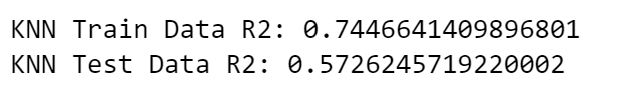 KNN Train Data R2: 0.7446641409896801
KNN Test Data R2: 0.5726245719220002